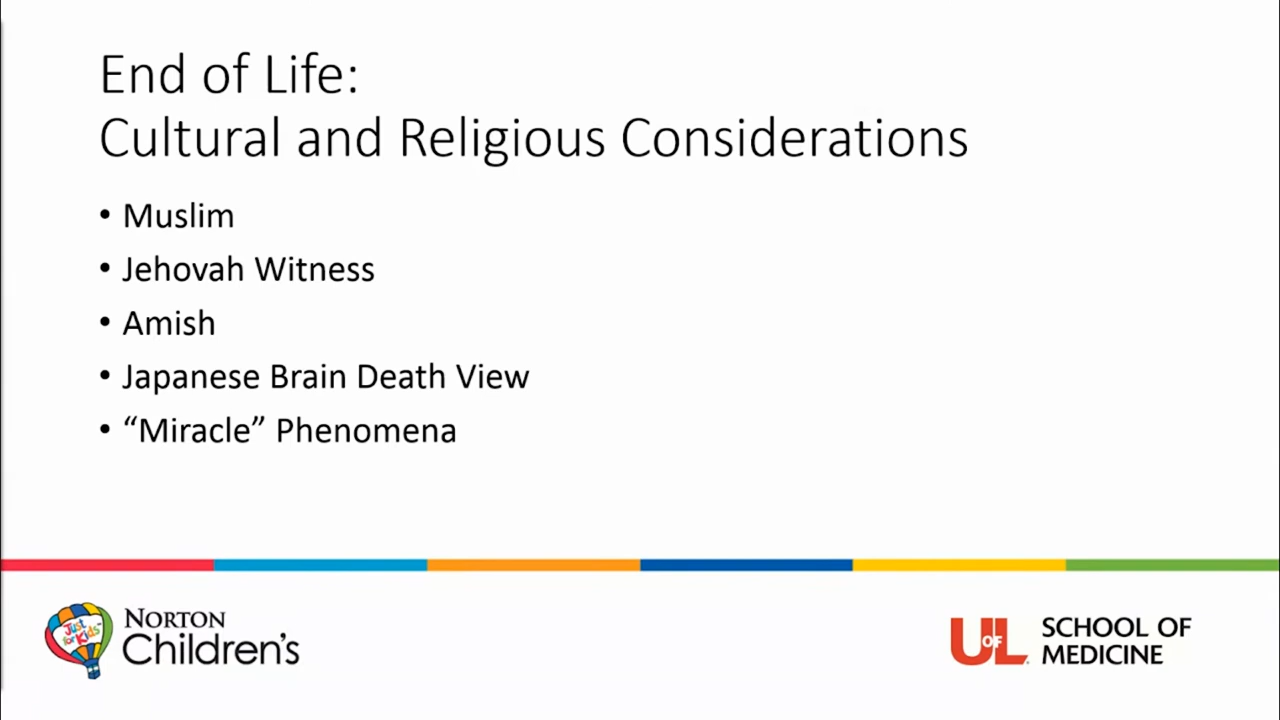 End of Life:
Cultural and Religious Considerations
• Muslim
• Jehovah Witness
• Amish
• Japanese Brain Death View
• “Miracle” Phenomena
Just
for Kids
NORTON
Children's
UOFL
SCHOOL OF
MEDICINE